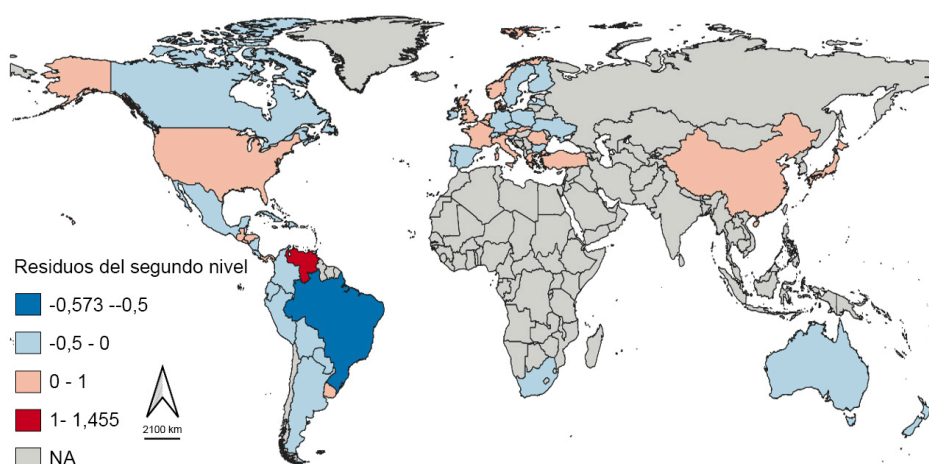 Residuos del segundo nivel
-0,573 --0,5
-0,5 - 0
0 - 1
1- 1,455
NA
2100 km